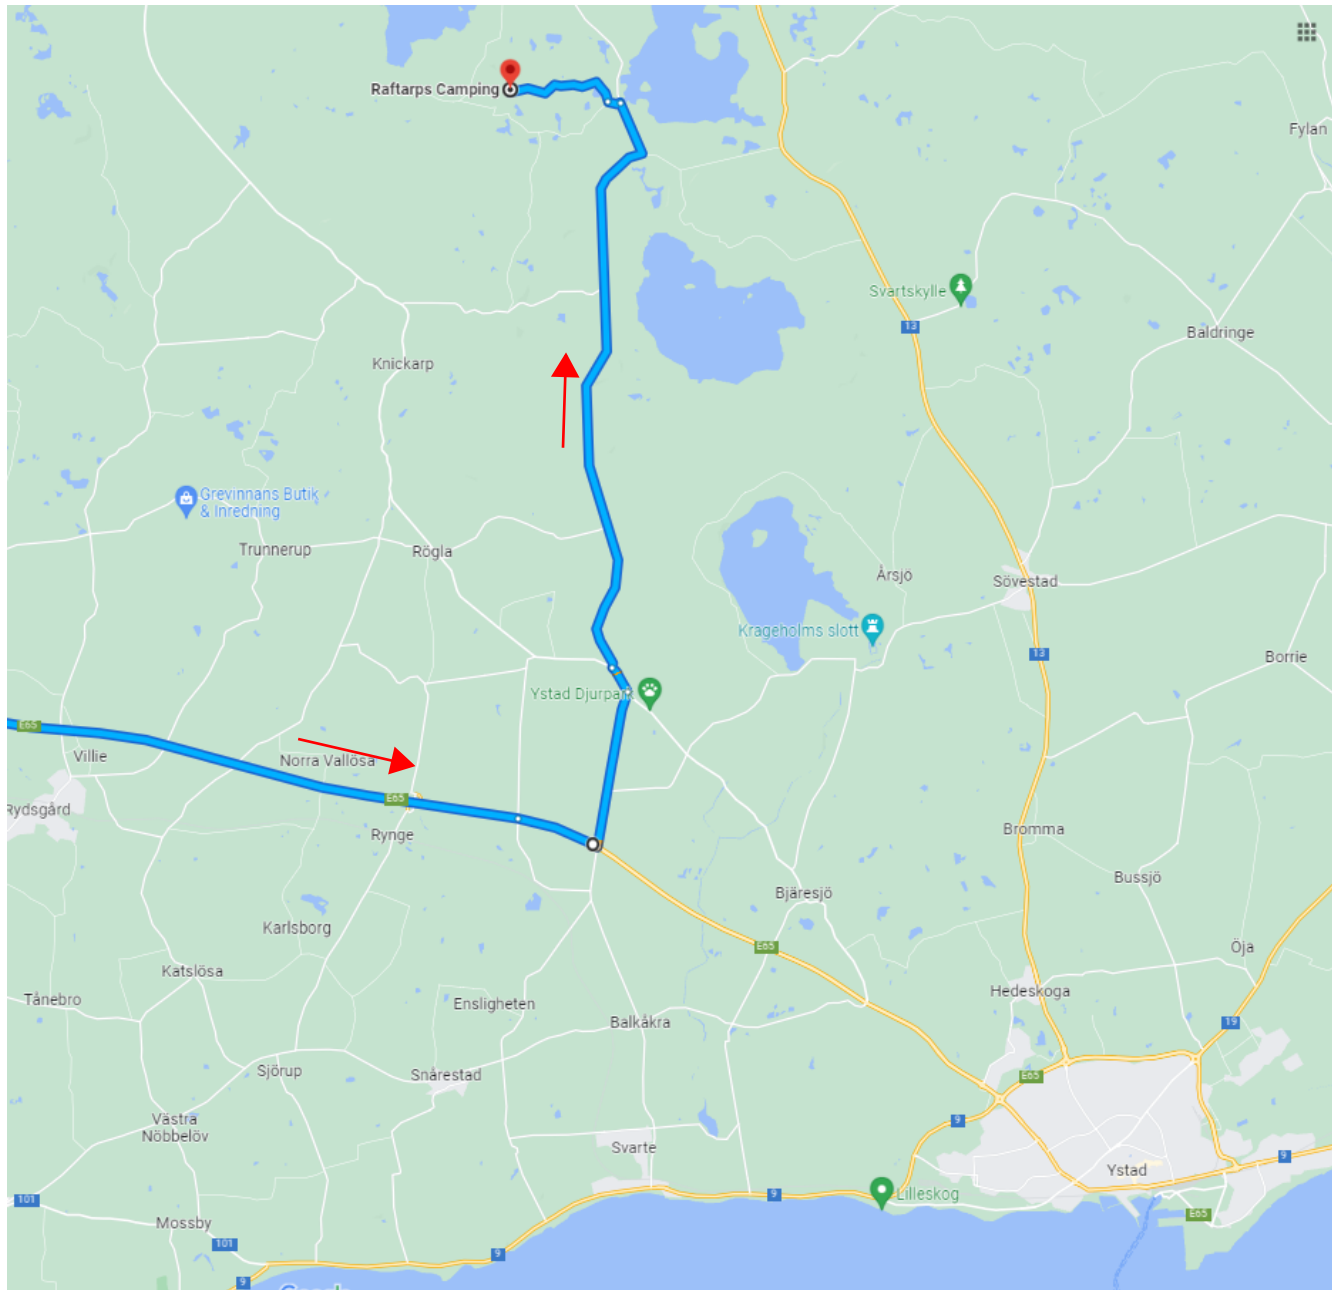 Raftarps Camping
Fylan
Svartskylle
13
Baldringe
Knickarp
Grevinnans Butik
& Inredning
Trunnerup
Rögla
Årsjö
Sövestad
Krageholms slott
13
Borrie
Ystad Djurpark
E65
Villie
Norra Vallösa
E65
Rydsgård
Rynge
Bromma
Bussjö
Bjäresjö
Karlsborg
E65
Öja
Katslösa
Hedeskoga
Tånebro
Ensligheten
Balkåkra
19
Sjörup
Snårestad
E65
Västra
Nöbbelöv
9
Svarte
9
Ystad
101
9
Lilleskog
Mossby
E65
101
9
9